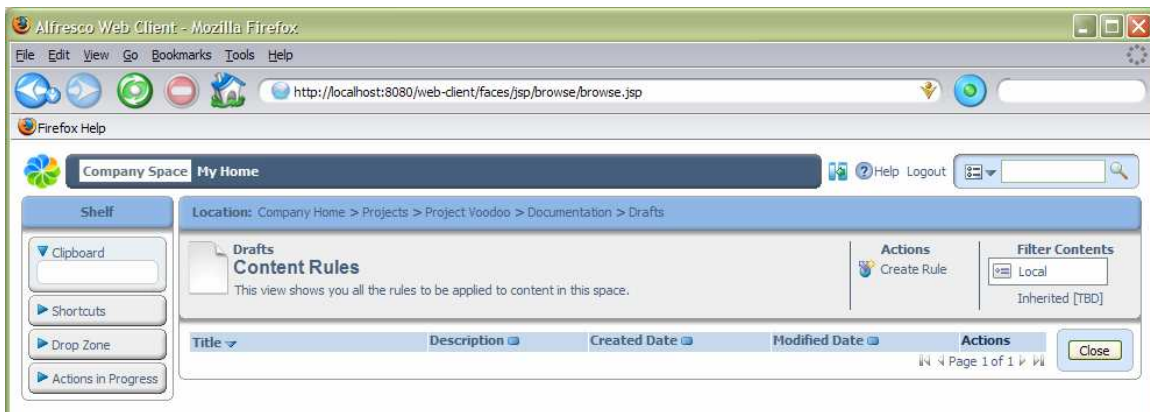 Alfresco Web Client - Mozilla Firefox
File Edit View Go Bookmarks Tools Help
http://localhost:8080/web-client/faces/jsp/browse/browse.jsp
Firefox Help
Company Space My Home Help Logout
Shelf
Location: Company Home > Projects > Project Voodoo > Documentation > Drafts
Clipboard
Shortcuts
Drop Zone
Actions in Progress
Drafts
Content Rules
This view shows you all the rules to be applied to content in this space.
Actions
Create Rule
Filter Contents
Local
Inherited [TBD]
Title Description Created Date Modified Date Actions
Page 1 of 1
Close